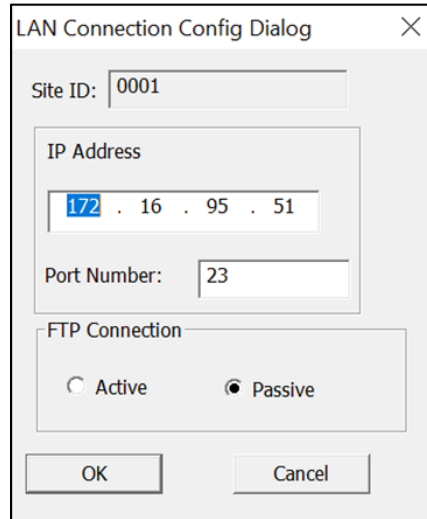 LAN Connection Config Dialog
Site ID: 0001
IP Address
172 . 16 . 95 . 51
Port Number: 23
FTP Connection
Active Passive
OK Cancel